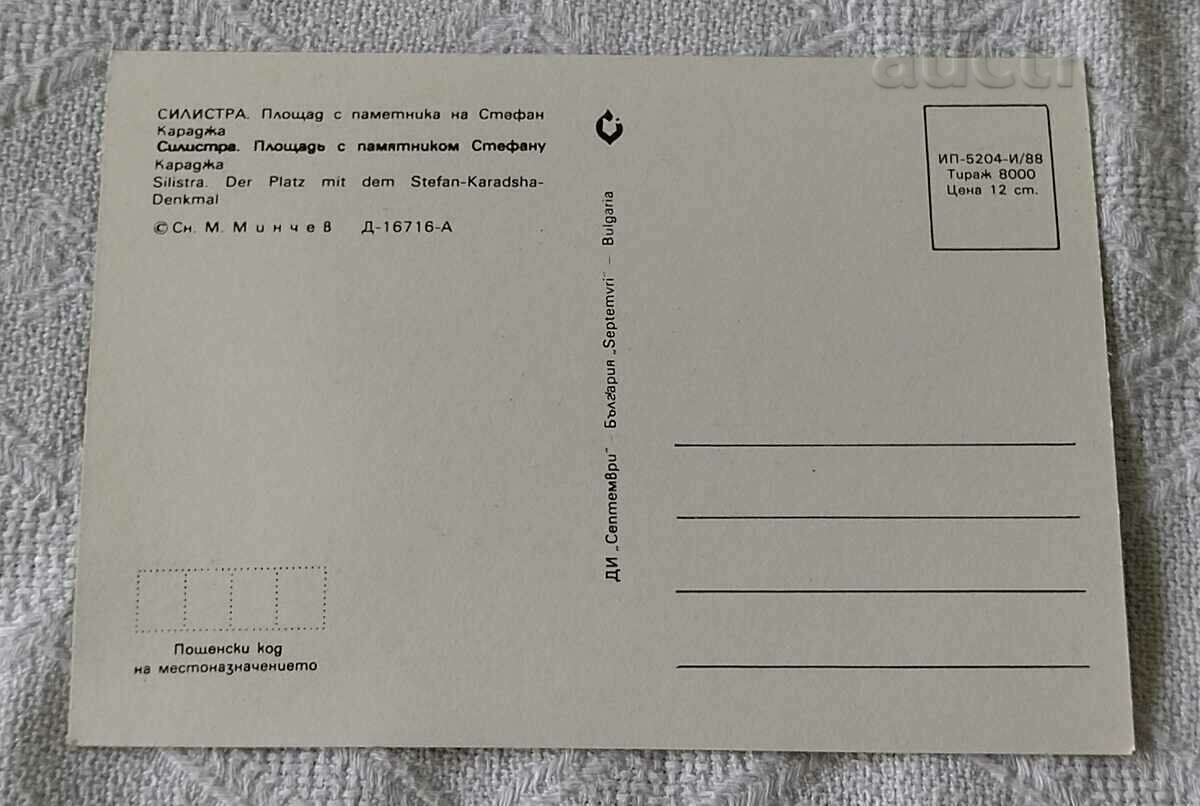 СИЛИСТРА. Площад с паметника на Стефан
Караджа
Силистра. Площадь с памятником Стефану
Караджа
Silistra. Der Platz mit dem Stefan-Karadsha-
Denkmal
© Сн. М. Минчев Д-16716-А
ДИ „Септември" – България „Septemvri" – Bulgaria
ИП-5204-И/88
Тираж 8000
Цена 12 ст.
Пощенски код
на местоназначението